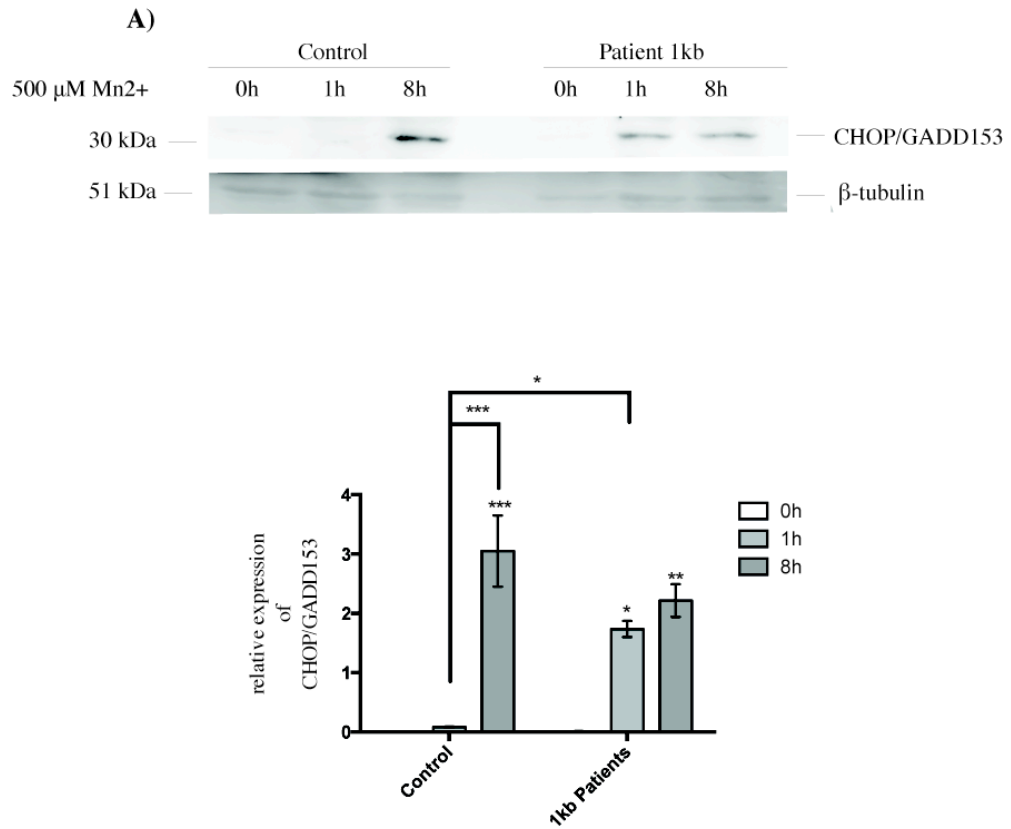 A)
Control Patient 1kb
500 µM Mn2+ 0h 1h 8h 0h 1h 8h
30 kDa CHOP/GADD153
51 kDa β-tubulin
*
***
4
3
2
1
0
***
*
**
relative expression
of
CHOP/GADD153
0h
1h
8h
Control
1kb Patients